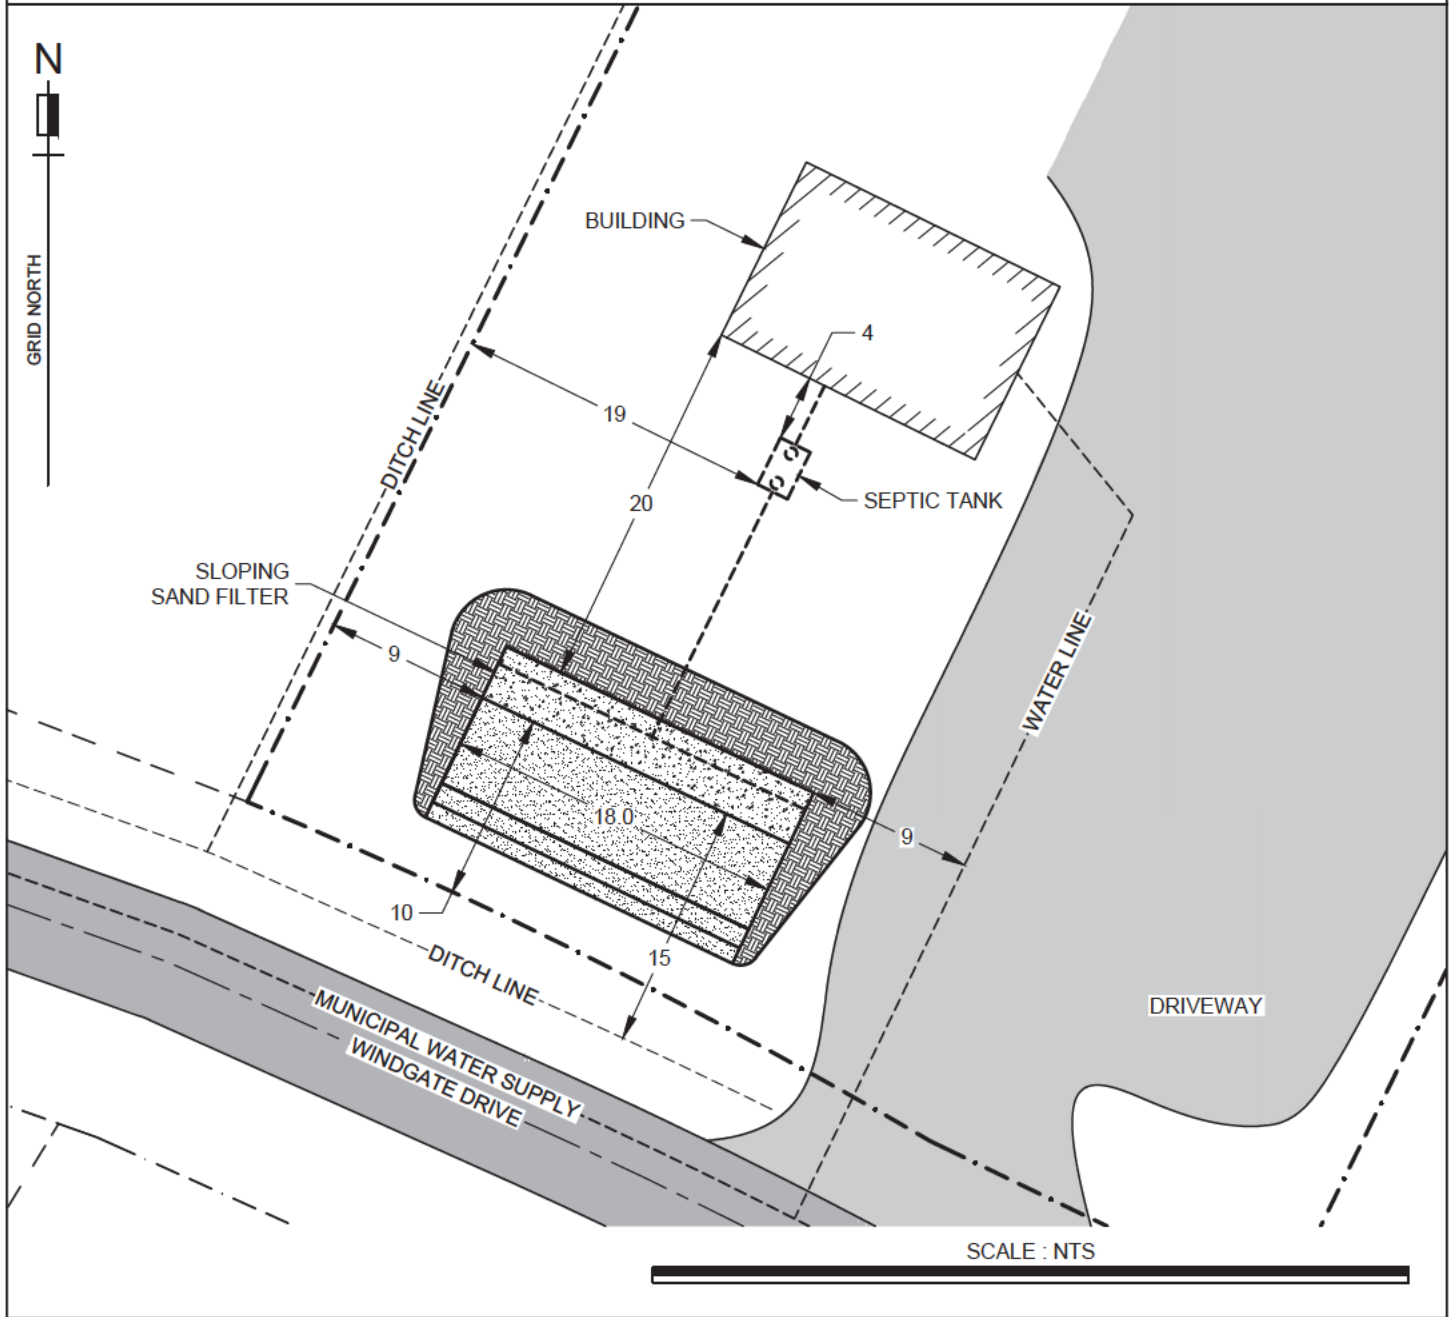 N
GRID NORTH
BUILDING
4
DITCH LINE
19
20
SEPTIC TANK
SLOPING
SAND FILTER
9
WATER LINE
18.0
9
10
15
DITCH LINE
MUNICIPAL WATER SUPPLY
WINDGATE DRIVE
DRIVEWAY
SCALE : NTS